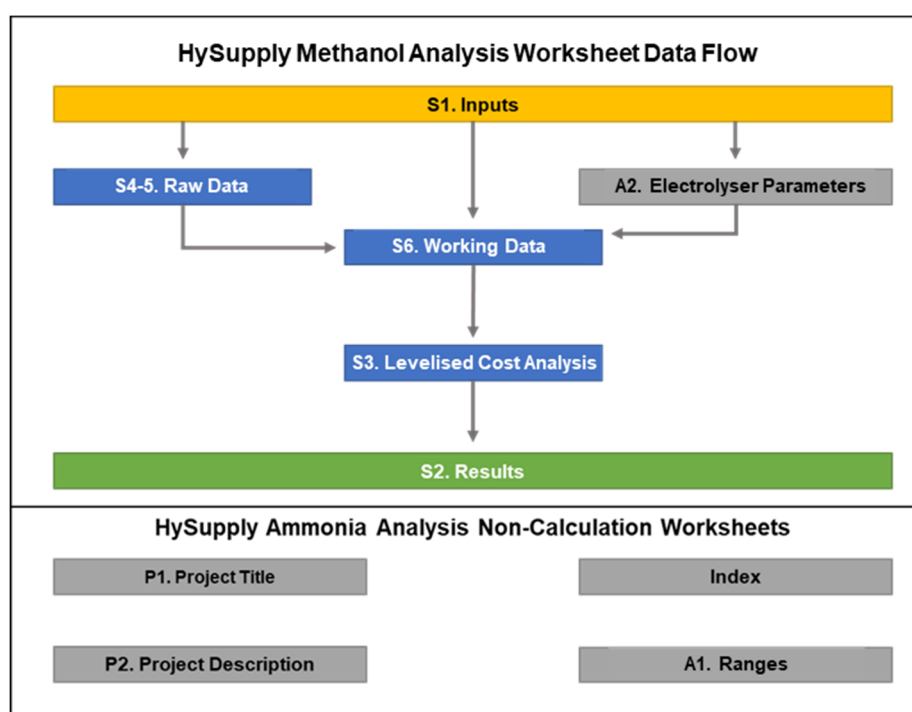 HySupply Methanol Analysis Worksheet Data Flow
S1. Inputs
S4-5. Raw Data
A2. Electrolyser Parameters
S6. Working Data
S3. Levelised Cost Analysis
S2. Results
HySupply Ammonia Analysis Non-Calculation Worksheets
P1. Project Title
Index
P2. Project Description
A1. Ranges